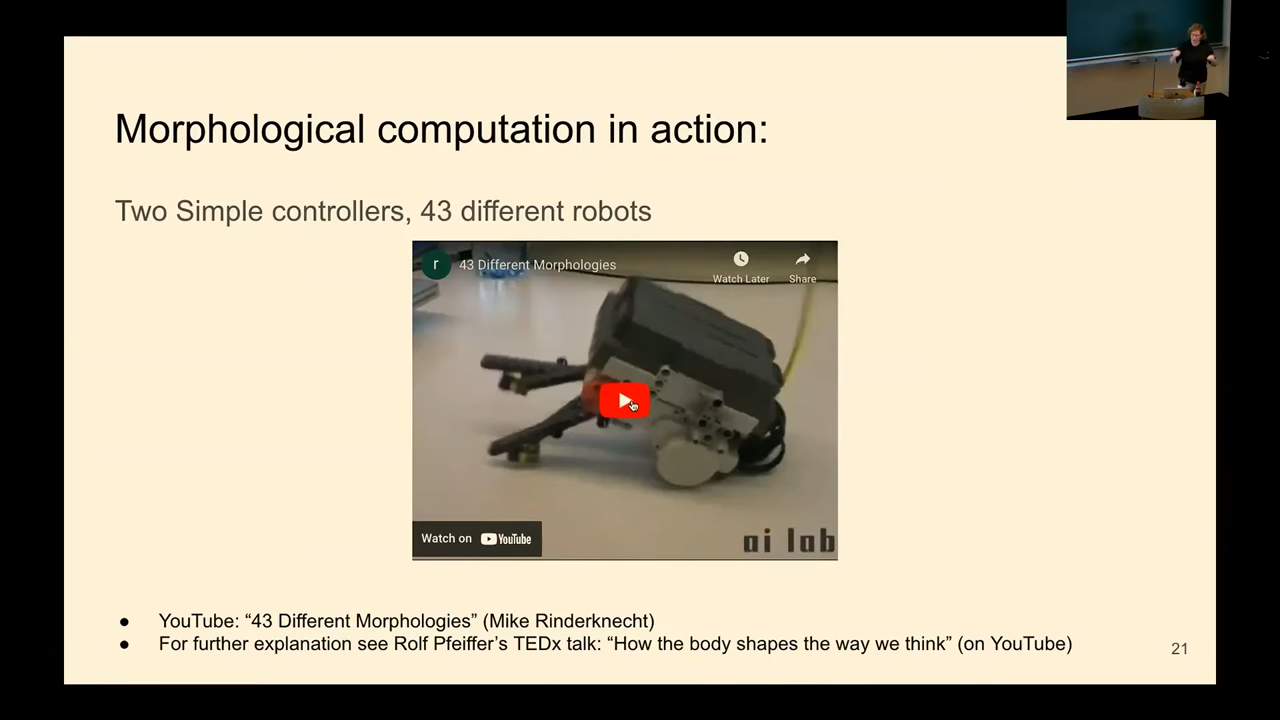 Morphological computation in action:
Two Simple controllers, 43 different robots
r
43 Different Morphologies
Watch Later
Share
Watch on YouTube
ai lab
● YouTube: “43 Different Morphologies” (Mike Rinderknecht)
● For further explanation see Rolf Pfeiffer’s TEDx talk: “How the body shapes the way we think” (on YouTube)
21